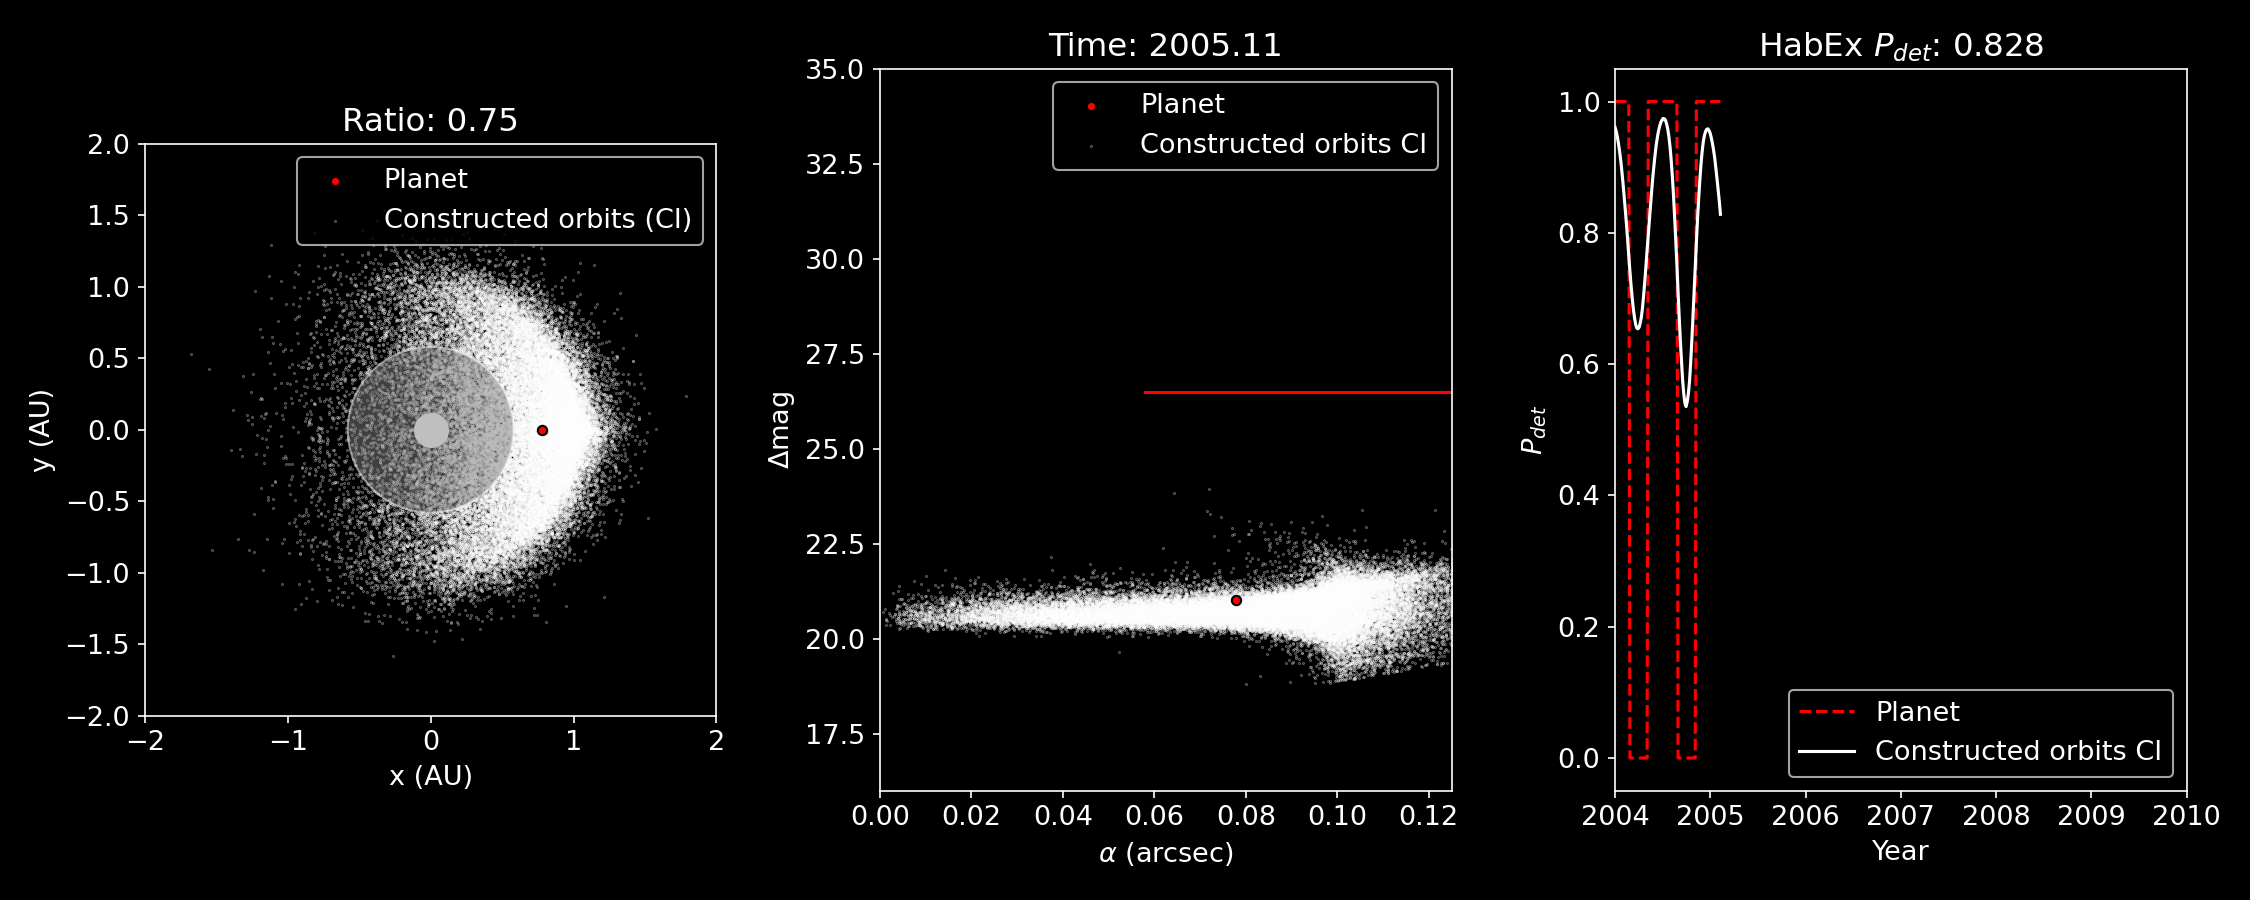 Ratio: 0.75
Planet
Constructed orbits (CI)
2.0
1.5
1.0
0.5
0.0
−0.5
−1.0
−1.5
−2.0
y (AU)
−2
−1
0
1
2
x (AU)
Time: 2005.11
Planet
Constructed orbits CI
35.0
32.5
30.0
27.5
25.0
22.5
20.0
17.5
Δmag
0.00
0.02
0.04
0.06
0.08
0.10
0.12
α (arcsec)
HabEx P_det: 0.828
1.0
0.8
0.6
0.4
0.2
0.0
P_det
Planet
Constructed orbits CI
2004
2005
2006
2007
2008
2009
2010
Year